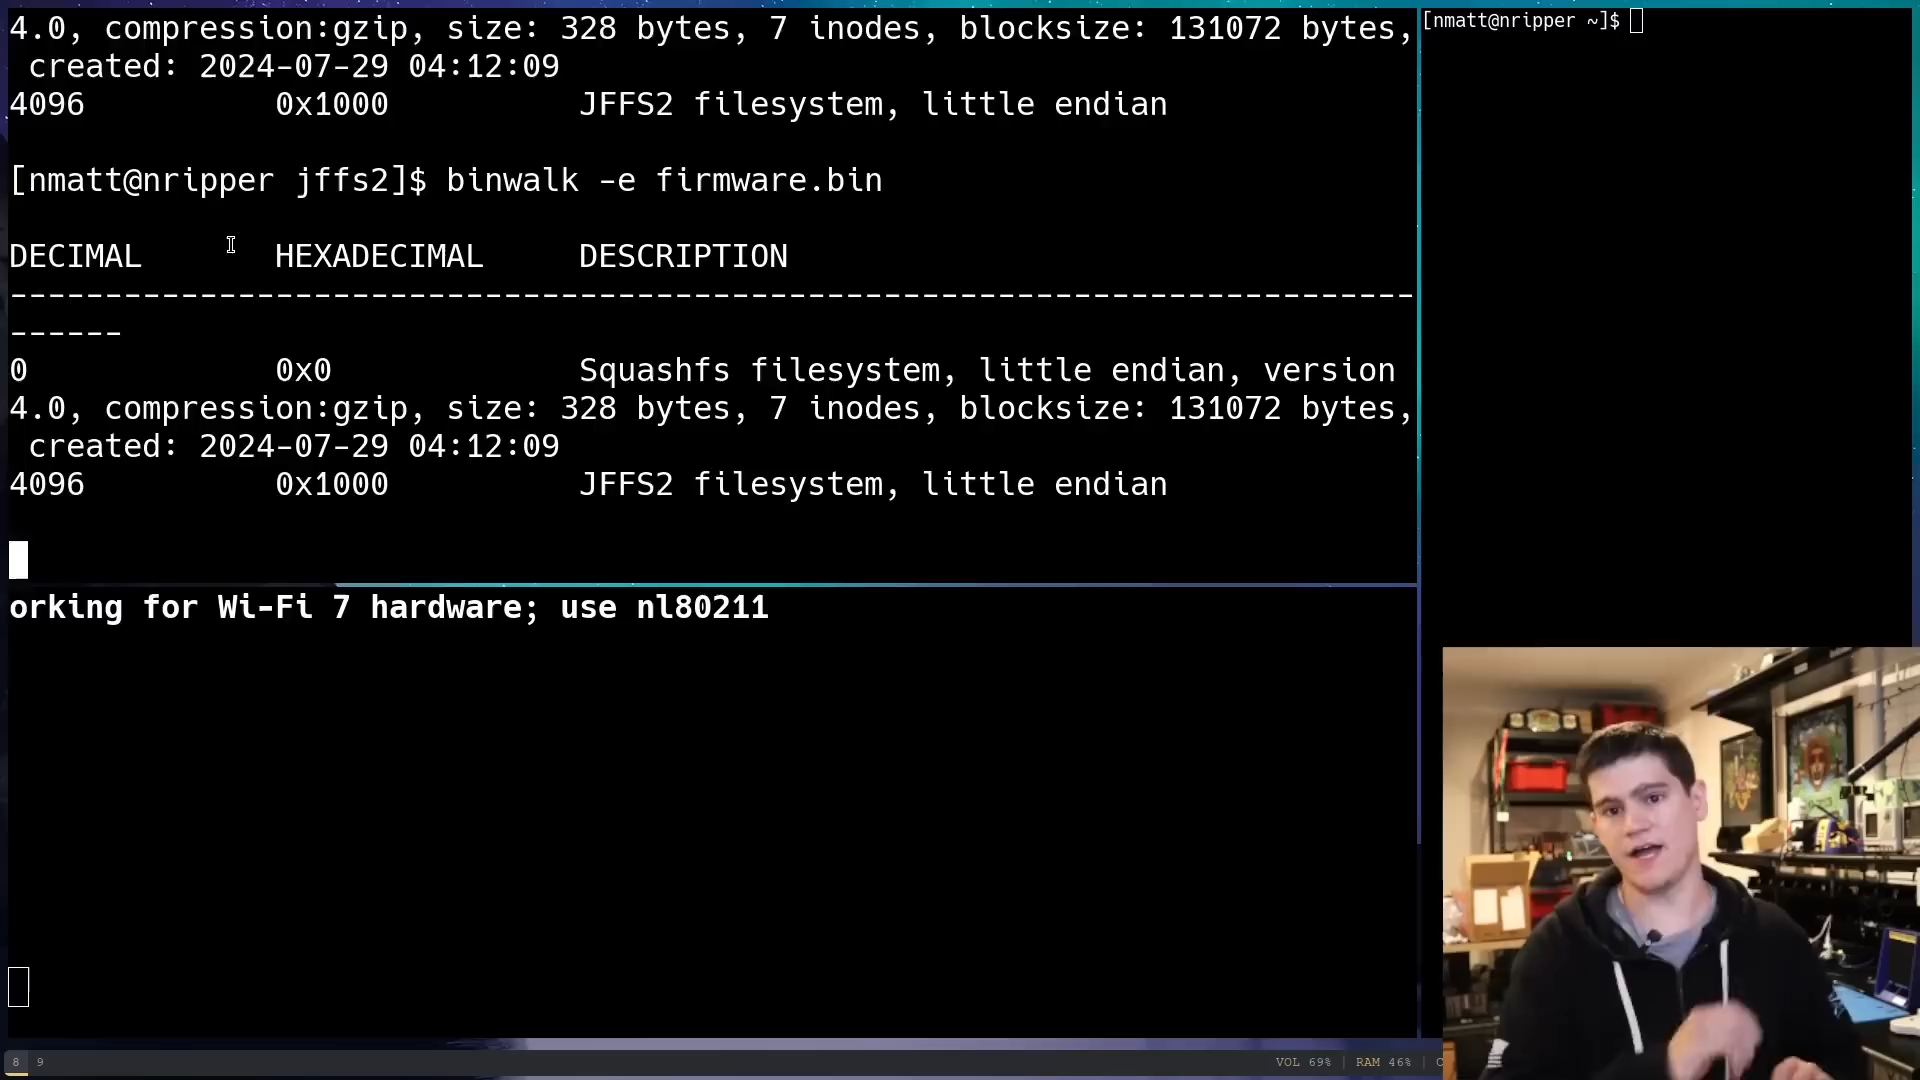 4.0, compression:gzip, size: 328 bytes, 7 inodes, blocksize: 131072 bytes,
created: 2024-07-29 04:12:09
4096 0x1000 JFFS2 filesystem, little endian
[nmatt@nripper jffs2]$ binwalk -e firmware.bin
DECIMAL HEXADECIMAL DESCRIPTION
--------------------------------------------------------------------------
------
0 0x0 Squashfs filesystem, little endian, version
4.0, compression:gzip, size: 328 bytes, 7 inodes, blocksize: 131072 bytes,
created: 2024-07-29 04:12:09
4096 0x1000 JFFS2 filesystem, little endian
orking for Wi-Fi 7 hardware; use nl80211
[nmatt@nripper ~]$
8 9 VOL 69% | RAM 46% | C